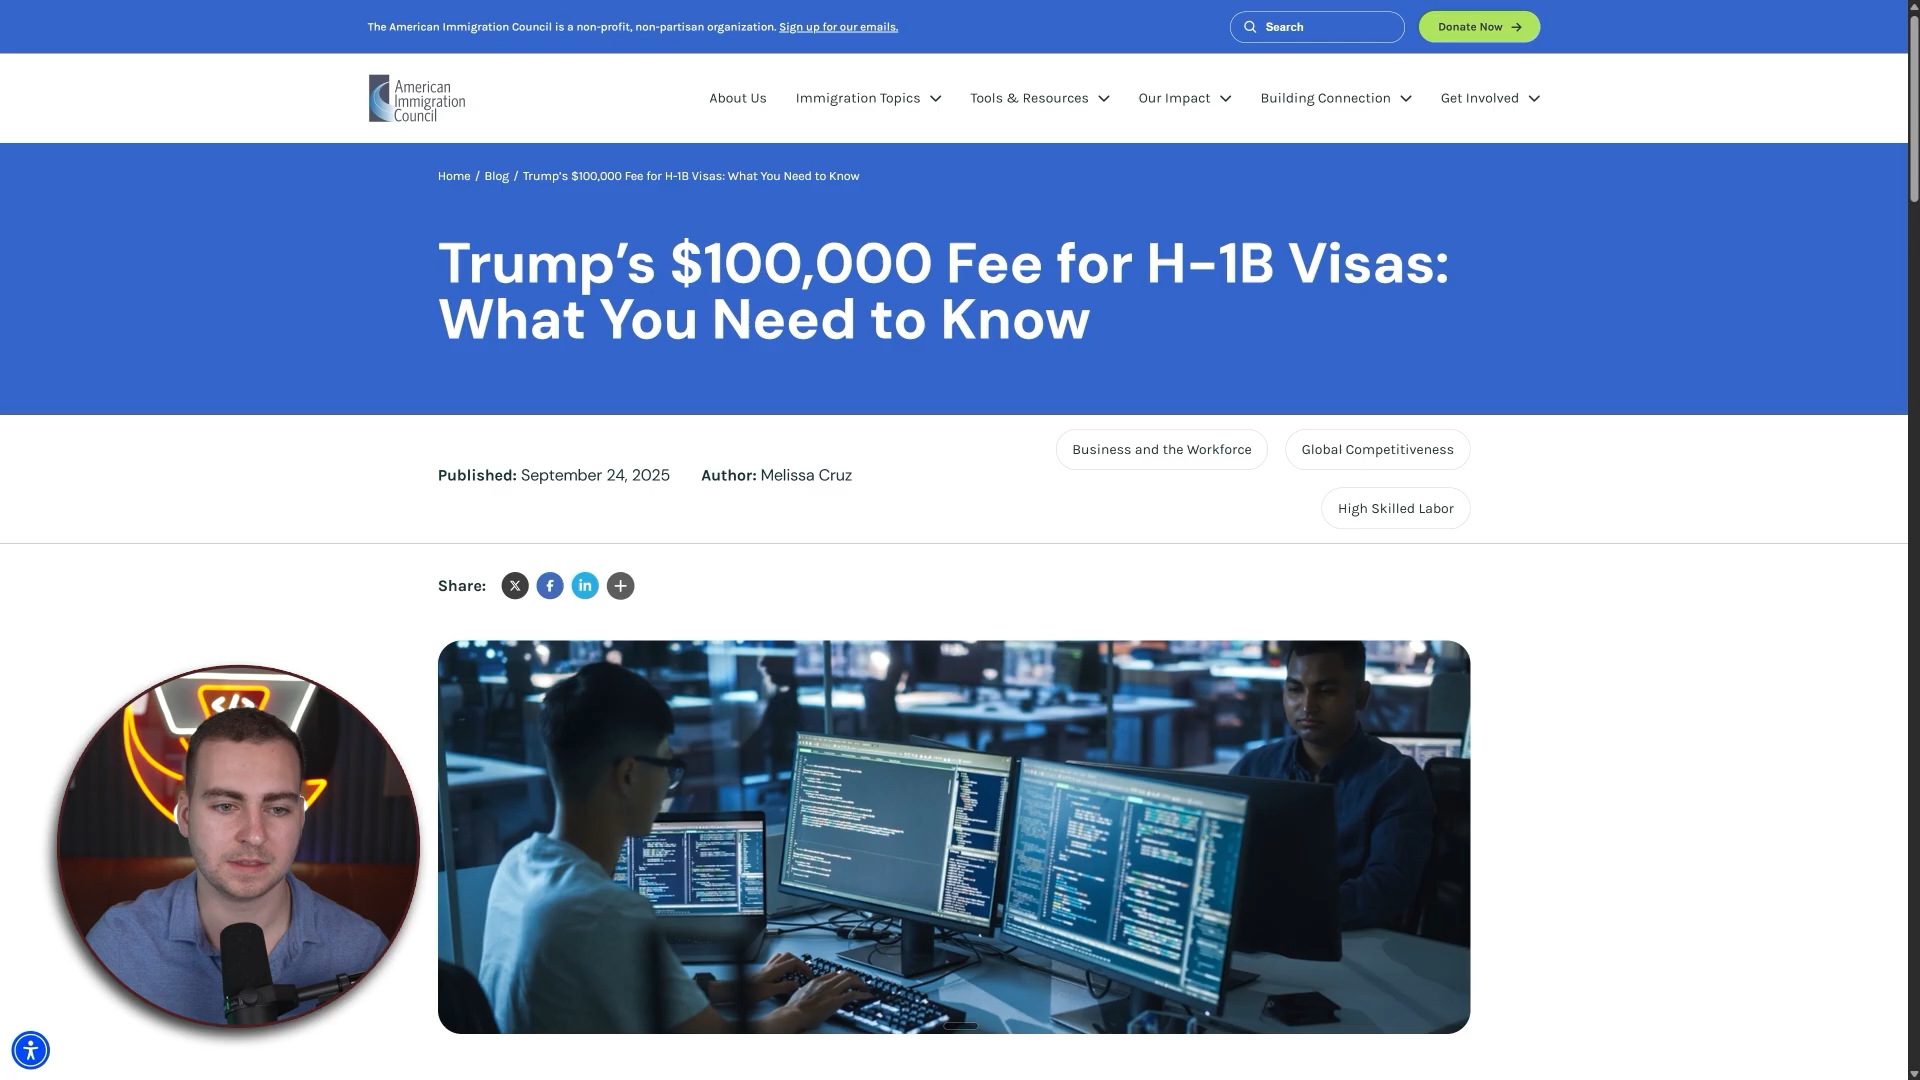 The American Immigration Council is a non-profit, non-partisan organization. Sign up for our emails.
Search
Donate Now
American
Immigration
Council
About Us
Immigration Topics
Tools & Resources
Our Impact
Building Connection
Get Involved
Home / Blog / Trump's $100,000 Fee for H-1B Visas: What You Need to Know
Trump's $100,000 Fee for H-1B Visas:
What You Need to Know
Published: September 24, 2025
Author: Melissa Cruz
Business and the Workforce
Global Competitiveness
High Skilled Labor
Share: